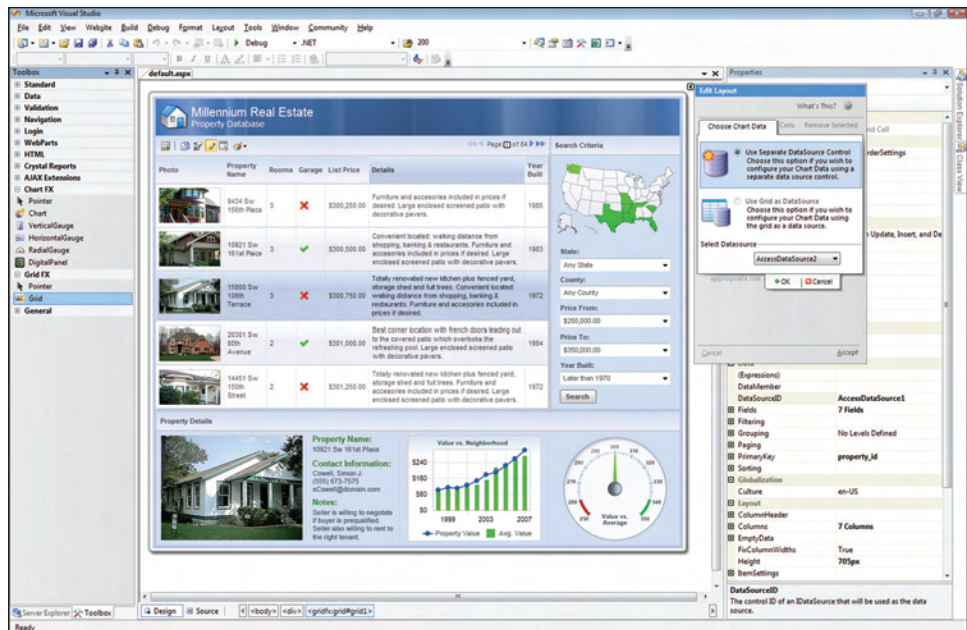 Microsoft Visual Studio
File Edit View Website Build Debug Format Layout Tools Window Community Help
Debug .NET 200
Toolbox
Standard
Data
Validation
Navigation
Login
WebParts
HTML
Crystal Reports
AJAX Extensions
Chart FX
Pointer
Chart
VerticalGauge
HorizontalGauge
RadialGauge
DigitalPanel
Grid FX
Pointer
Grid
General
Server Explorer Toolbox
Ready
default.aspx
Millennium Real Estate
Property Database
Page of 84
Photo Property Name Rooms Garage List Price Details Year Built
9434 Sw 150th Place 3 $300,250.00 Furniture and accesories included in prices if desired. Large enclosed screened patio with decorative pavers. 1985
10921 Sw 161st Place 3 $300,500.00 Convenient located: walking distance from shopping, banking & restaurants. Furniture and accesories included in prices if desired. Large enclosed screened patio with decorative pavers. 1983
15800 Sw 106th Terrace 3 $300,750.00 Totally renovated new kitchen plus fenced yard, storage shed and fuit trees. Convenient located walking distance from shopping, banking & restaurants. Furniture and accesories included in prices if desired. 1972
20301 Sw 80th Avenue 2 $301,000.00 Best corner location with french doors leading out to the covered patio which overlooks the refreshing pool. Large enclosed screened patio with decorative pavers. 1984
14451 Sw 150th Street 2 $301,250.00 Totally renovated new kitchen plus fenced yard, storage shed and fuit trees. Furniture and accesories included in prices if desired. Large enclosed screened patio with decorative pavers. 1972
Search Criteria
State:
Any State
County:
Any County
Price From:
$250,000.00
Price To:
$350,000.00
Year Built:
Later than 1970
Search
Property Details
Property Name:
10921 Sw 161st Place
Contact Information:
Cowell, Simon J.
(555) 673-7575
sCowell@domain.com
Notes:
Seller is willing to negotiate
if buyer is prequalified.
Seller also willing to rent to
the right tenant.
Value vs. Neighborhood
$240
$160
$80
$0
1999 2003 2007
Property Value Avg. Value
300
Value vs.
Average
Design Source <body> <div> <gridfx:grid#grid1>
Properties
Edit Layout
What's This?
Choose Chart Data Cells Remove Selected
Use Separate DataSource Control
Choose this option if you wish to
configure your Chart Data using a
separate data source control.
Use Grid as DataSource
Choose this option if you wish to
configure your Chart Data using
the grid as a data source.
Select Datasource
AccessDataSource2
OK Cancel
Cancel Accept
Update, Insert, and De
(Expressions)
DataMember
DataSourceID AccessDataSource1
Fields 7 Fields
Filtering
Grouping No Levels Defined
Paging
PrimaryKey property_id
Sorting
Globalization
Culture en-US
Layout
ColumnHeader
Columns 7 Columns
EmptyData
FixColumnWidths True
Height 705px
ItemSettings
DataSourceID
The control ID of an IDataSource that will be used as the data
source.
Solution Explorer
Class View